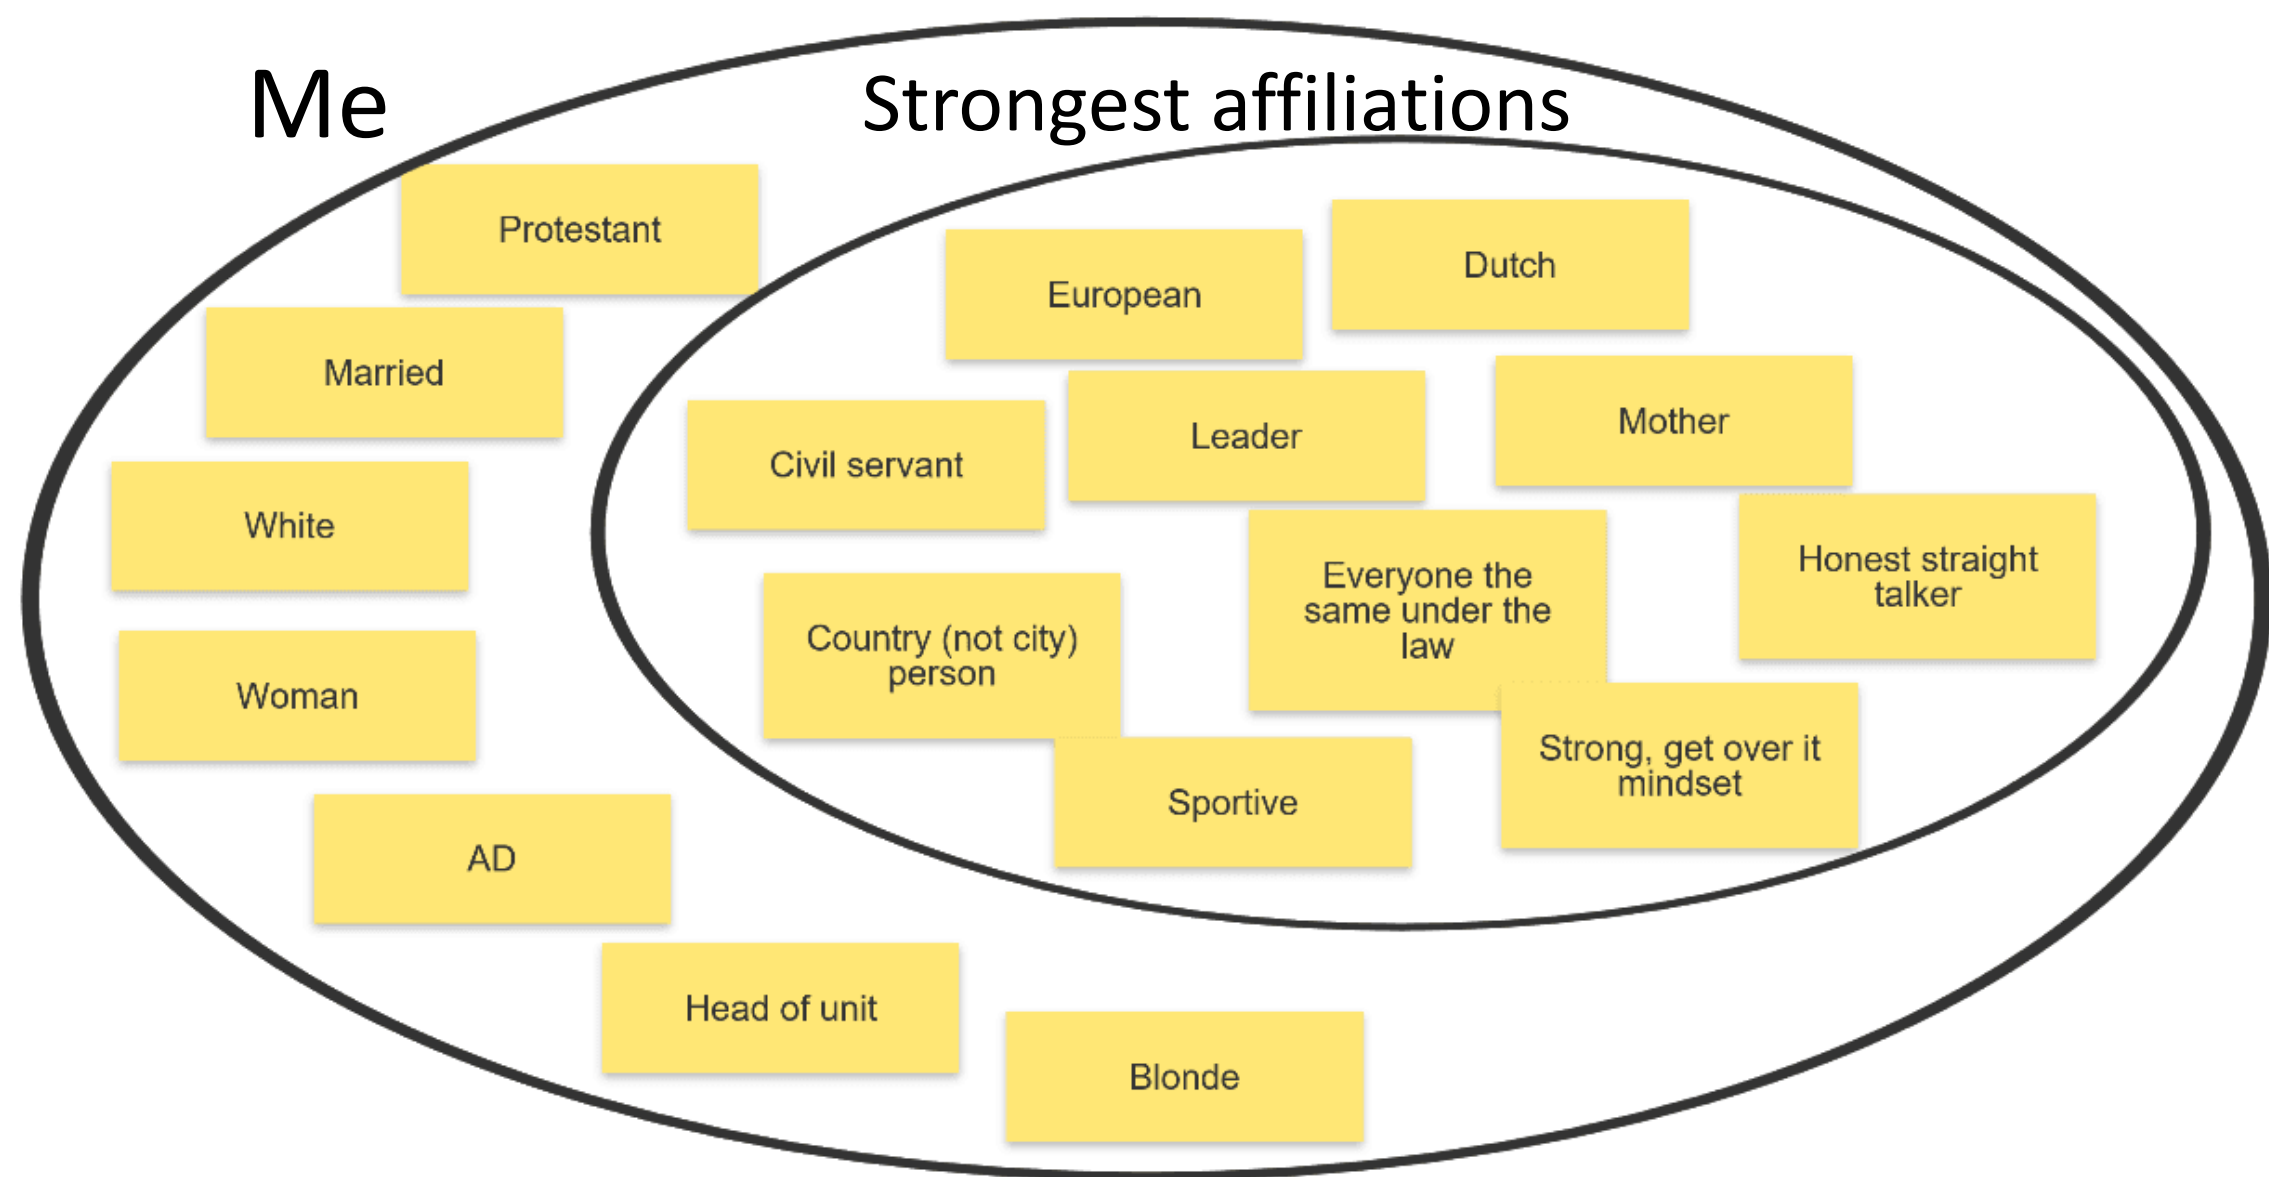 Me
Strongest affiliations
Protestant
European
Dutch
Married
Civil servant
Leader
Mother
White
Honest straight
talker
Everyone the
same under the
law
Country (not city)
person
Woman
Strong, get over it
mindset
Sportive
AD
Head of unit
Blonde